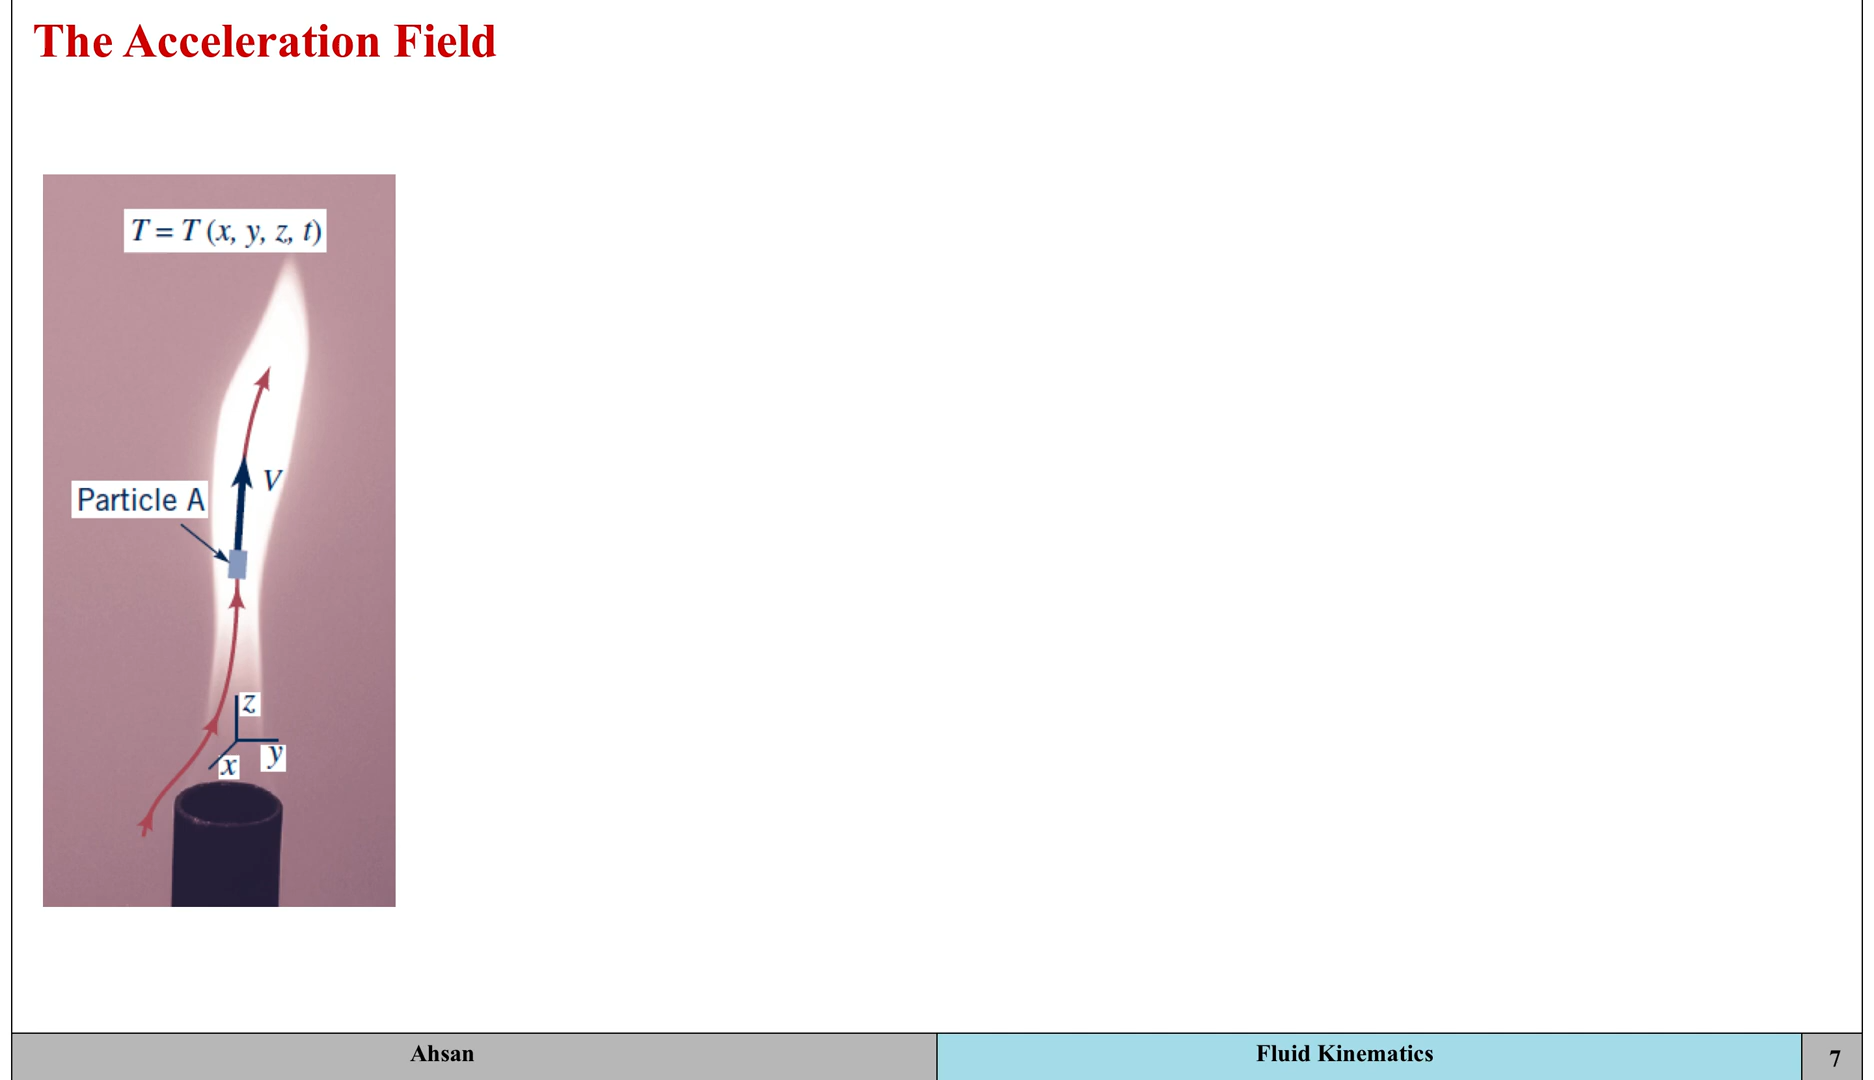 The Acceleration Field
T = T (x, y, z, t)
V
Particle A
z
y
x
Ahsan
Fluid Kinematics
7